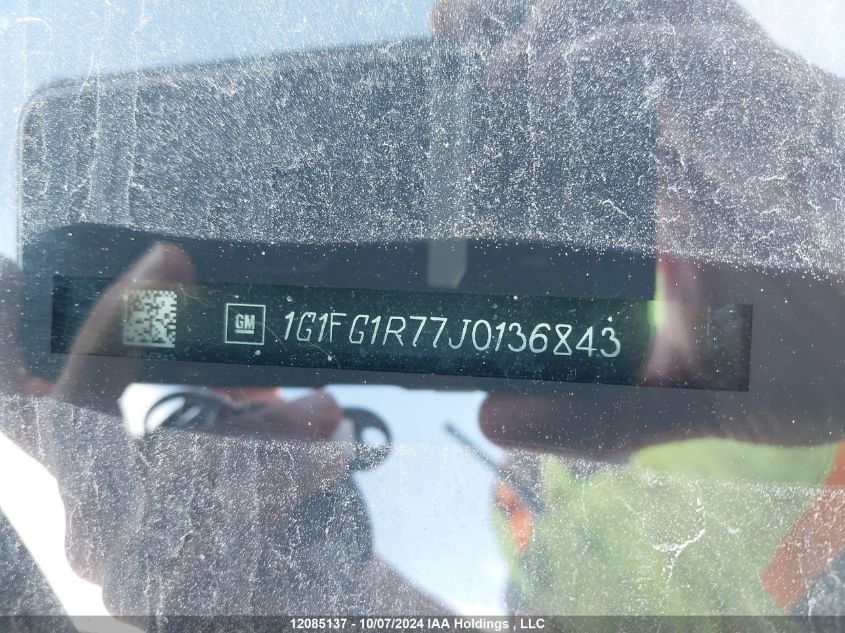 GM 1G1FG1R77J0136843
12085137 - 10/07/2024 IAA Holdings , LLC